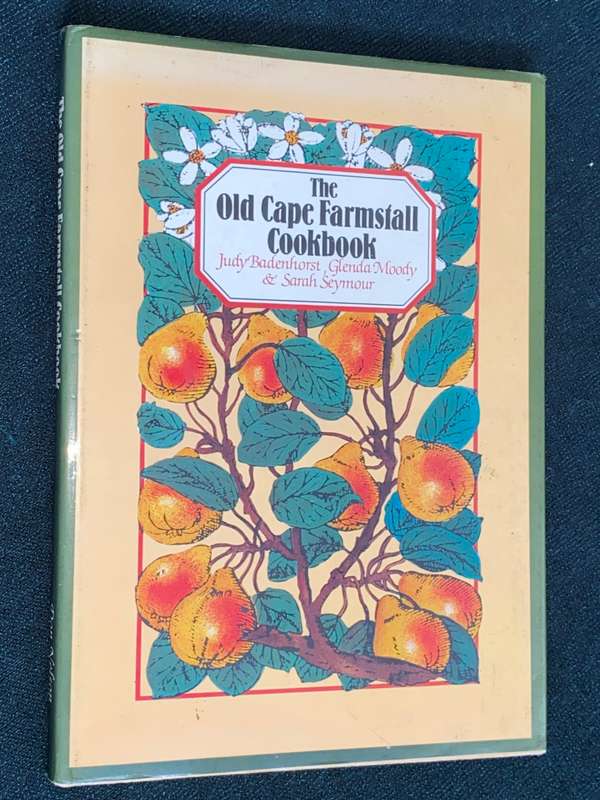 The
Old Cape Farmstall
Cookbook
Judy Badenhorst, Glenda Moody
& Sarah Seymour
The Old Cape Farmstall Cookbook